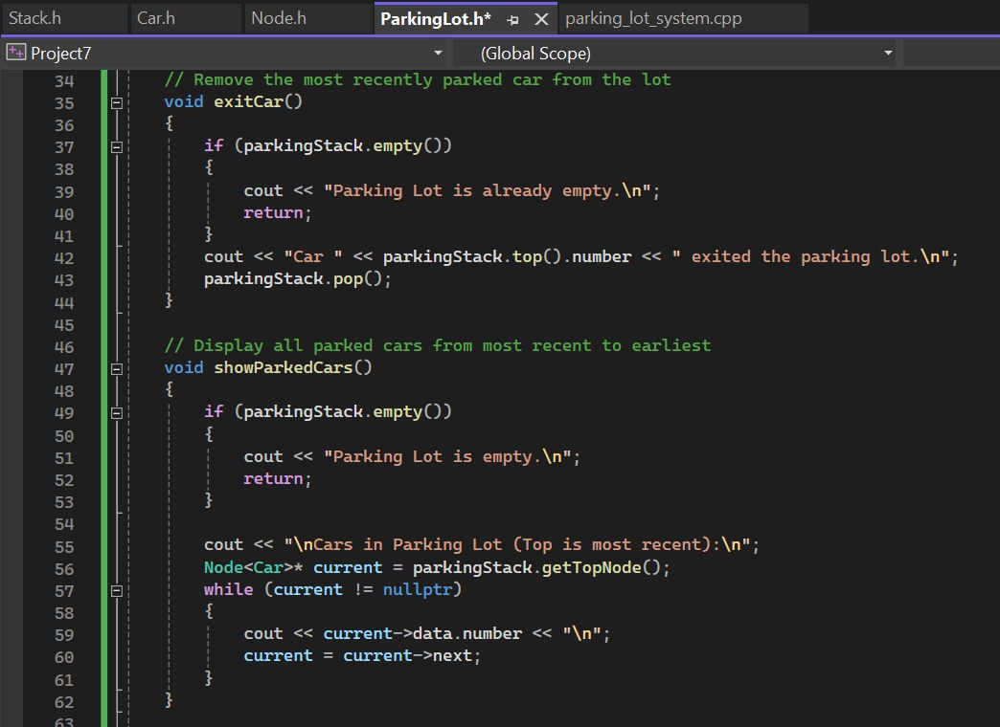 Stack.h Car.h Node.h ParkingLot.h* parking_lot_system.cpp
Project7 (Global Scope)
34 // Remove the most recently parked car from the lot
35 void exitCar()
36 {
37 if (parkingStack.empty())
38 {
39 cout << "Parking Lot is already empty.\n";
40 return;
41 }
42 cout << "Car " << parkingStack.top().number << " exited the parking lot.\n";
43 parkingStack.pop();
44 }
45
46 // Display all parked cars from most recent to earliest
47 void showParkedCars()
48 {
49 if (parkingStack.empty())
50 {
51 cout << "Parking Lot is empty.\n";
52 return;
53 }
54
55 cout << "\nCars in Parking Lot (Top is most recent):\n";
56 Node<Car>* current = parkingStack.getTopNode();
57 while (current != nullptr)
58 {
59 cout << current->data.number << "\n";
60 current = current->next;
61 }
62 }
63